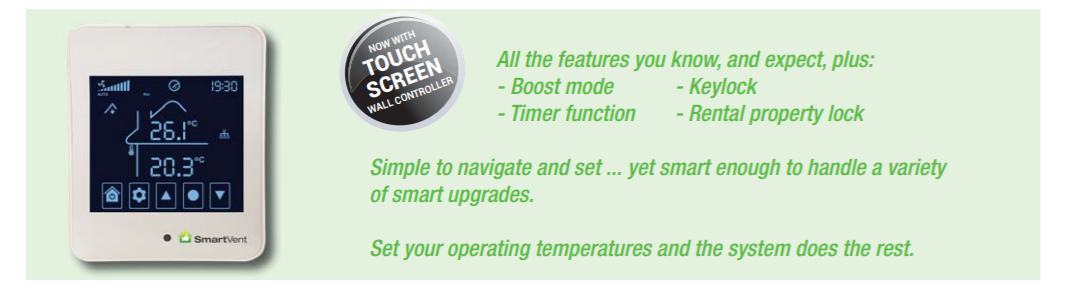 AUTO
19:30
26.1°C
20.3°C
SmartVent
NOW WITH
TOUCH
SCREEN
WALL CONTROLLER
All the features you know, and expect, plus:
- Boost mode - Keylock
- Timer function - Rental property lock
Simple to navigate and set ... yet smart enough to handle a variety
of smart upgrades.
Set your operating temperatures and the system does the rest.